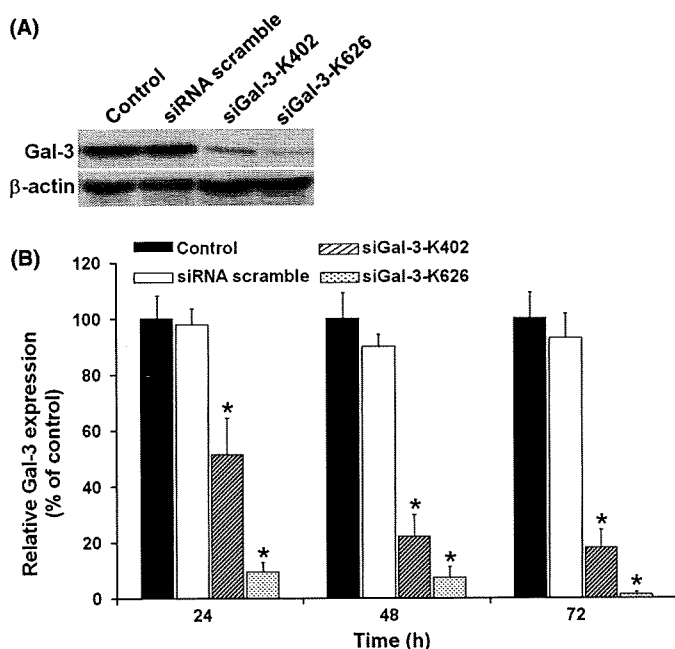 (A)
Control
siRNA scramble
siGal-3-K402
siGal-3-K626
Gal-3
β-actin
(B)
Control
siGal-3-K402
siRNA scramble
siGal-3-K626
Relative Gal-3 expression
(% of control)
120
100
80
60
40
20
0
* *
* *
* *
24 48 72
Time (h)